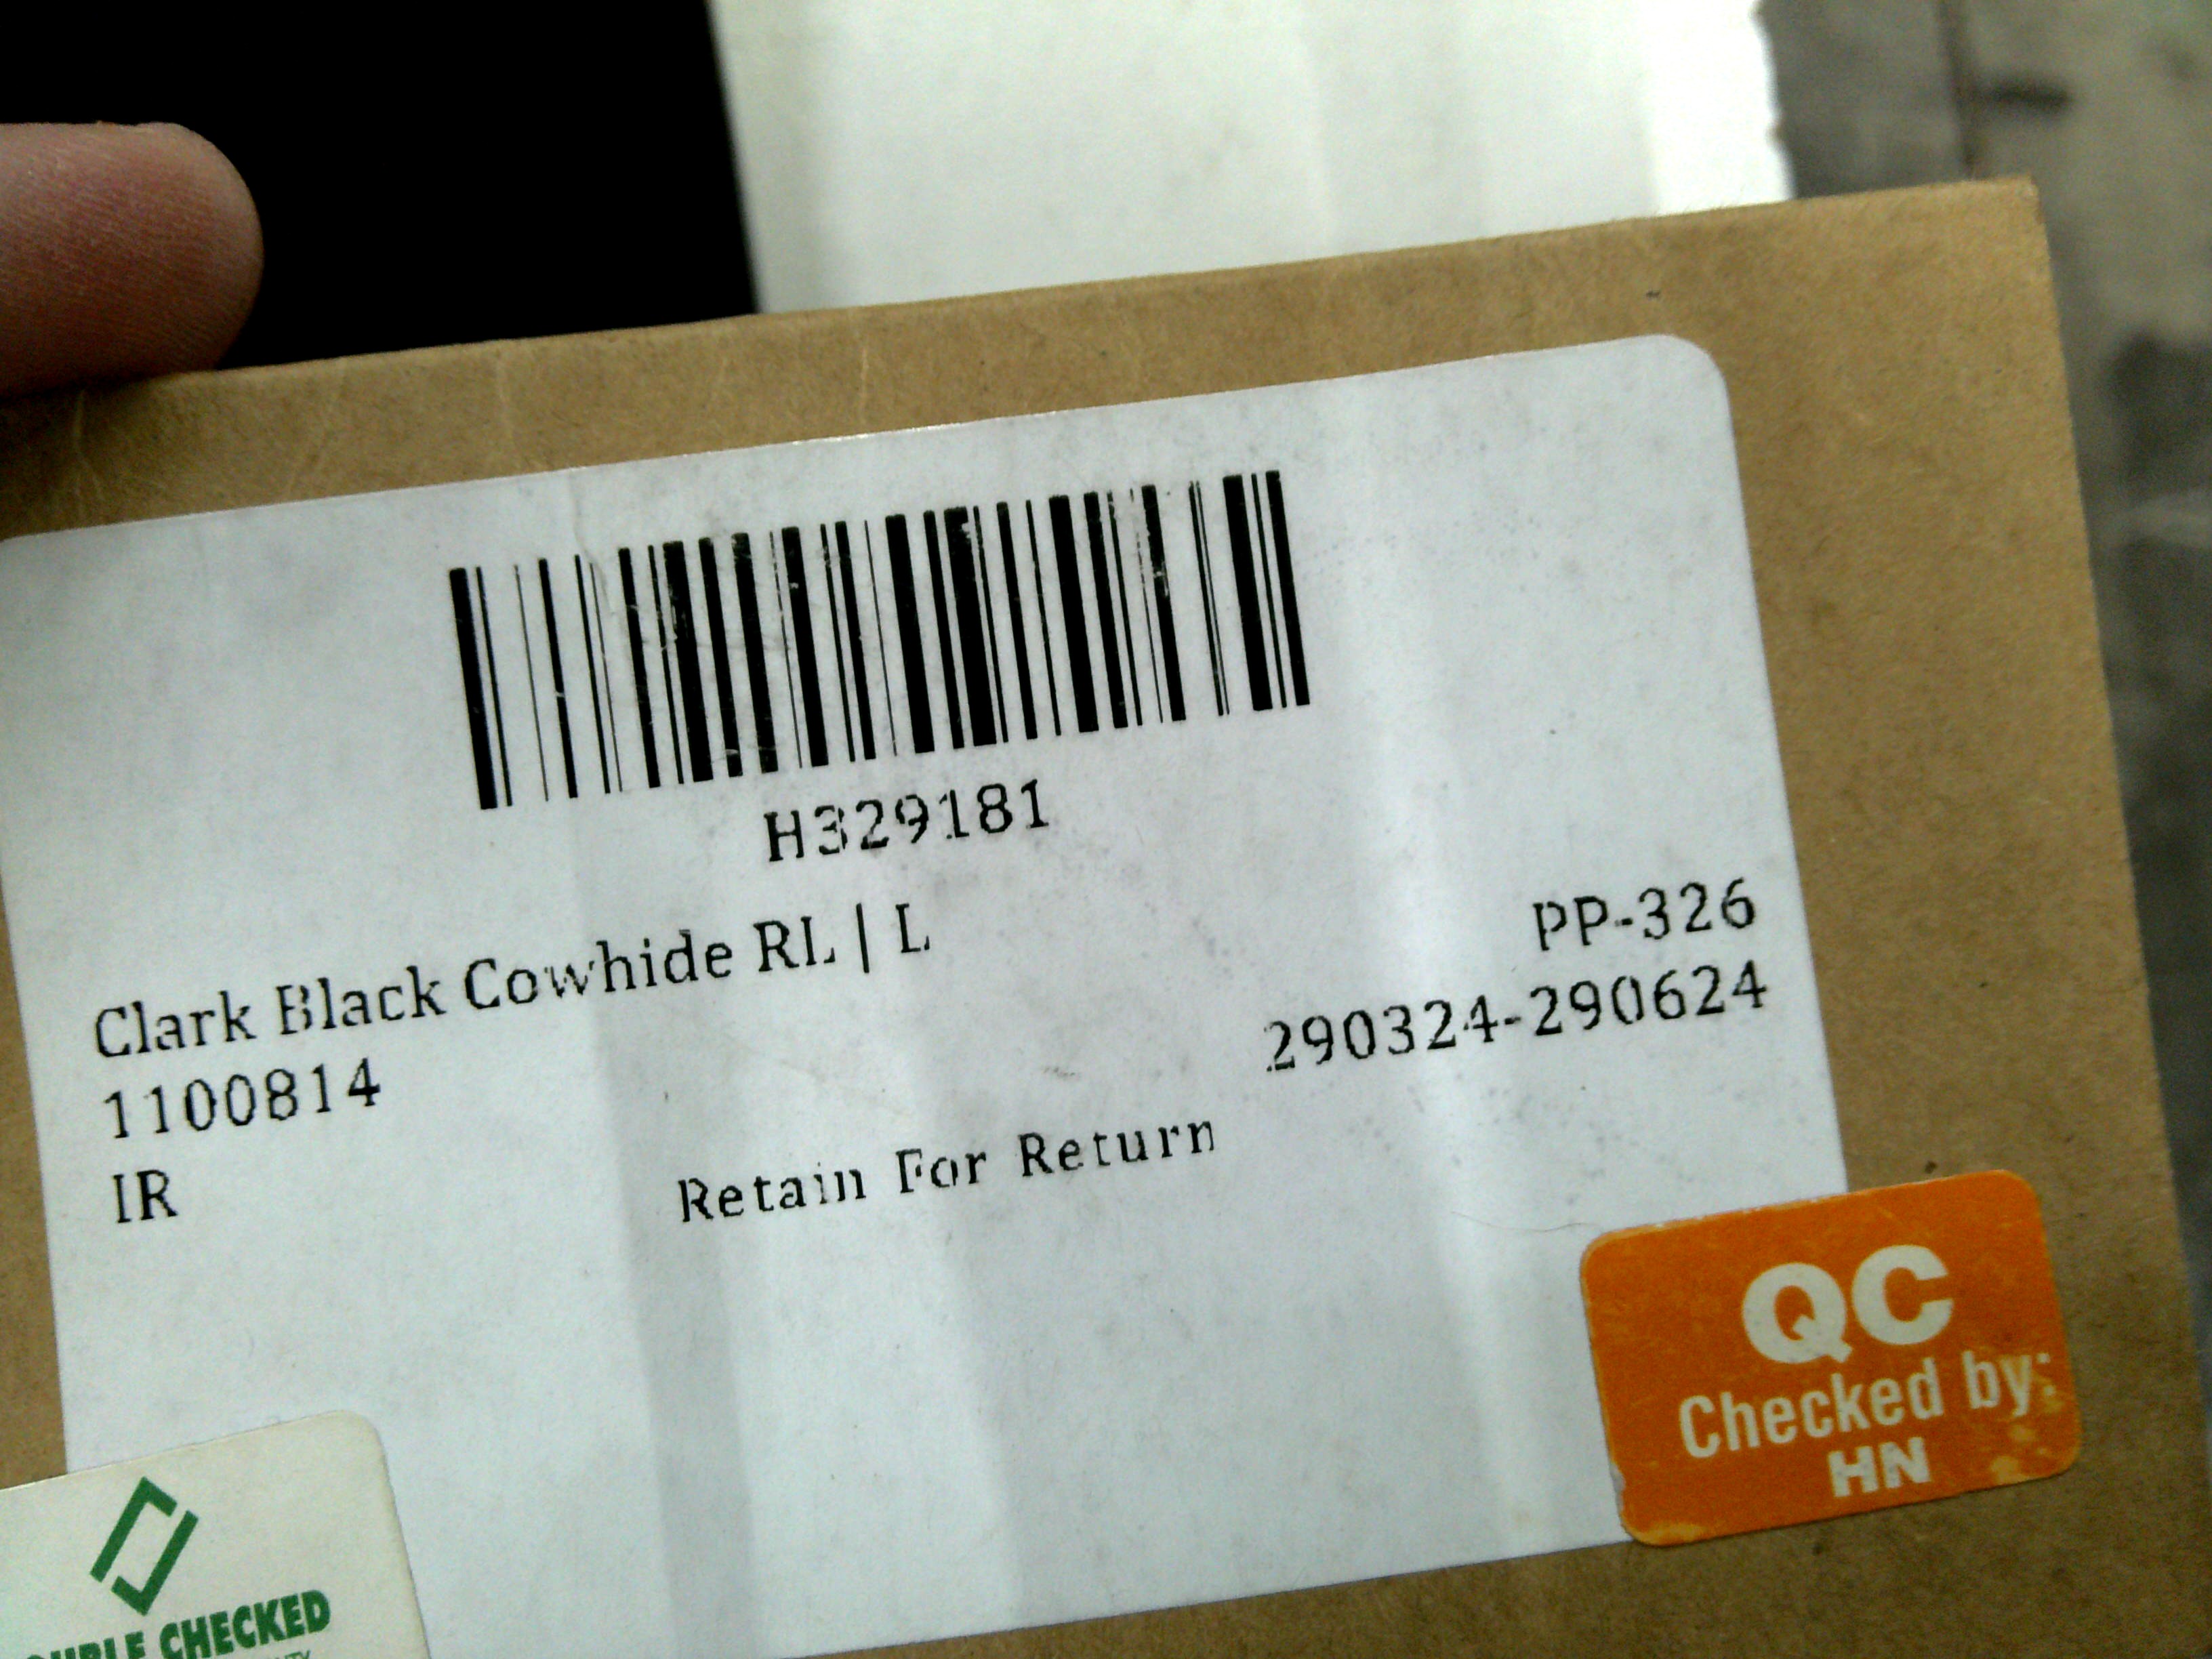 H329181
Clark Black Cowhide RL | L
PP-326
1100814
290324-290624
IR
Retain For Return
QC
Checked by:
HN
CHECKED